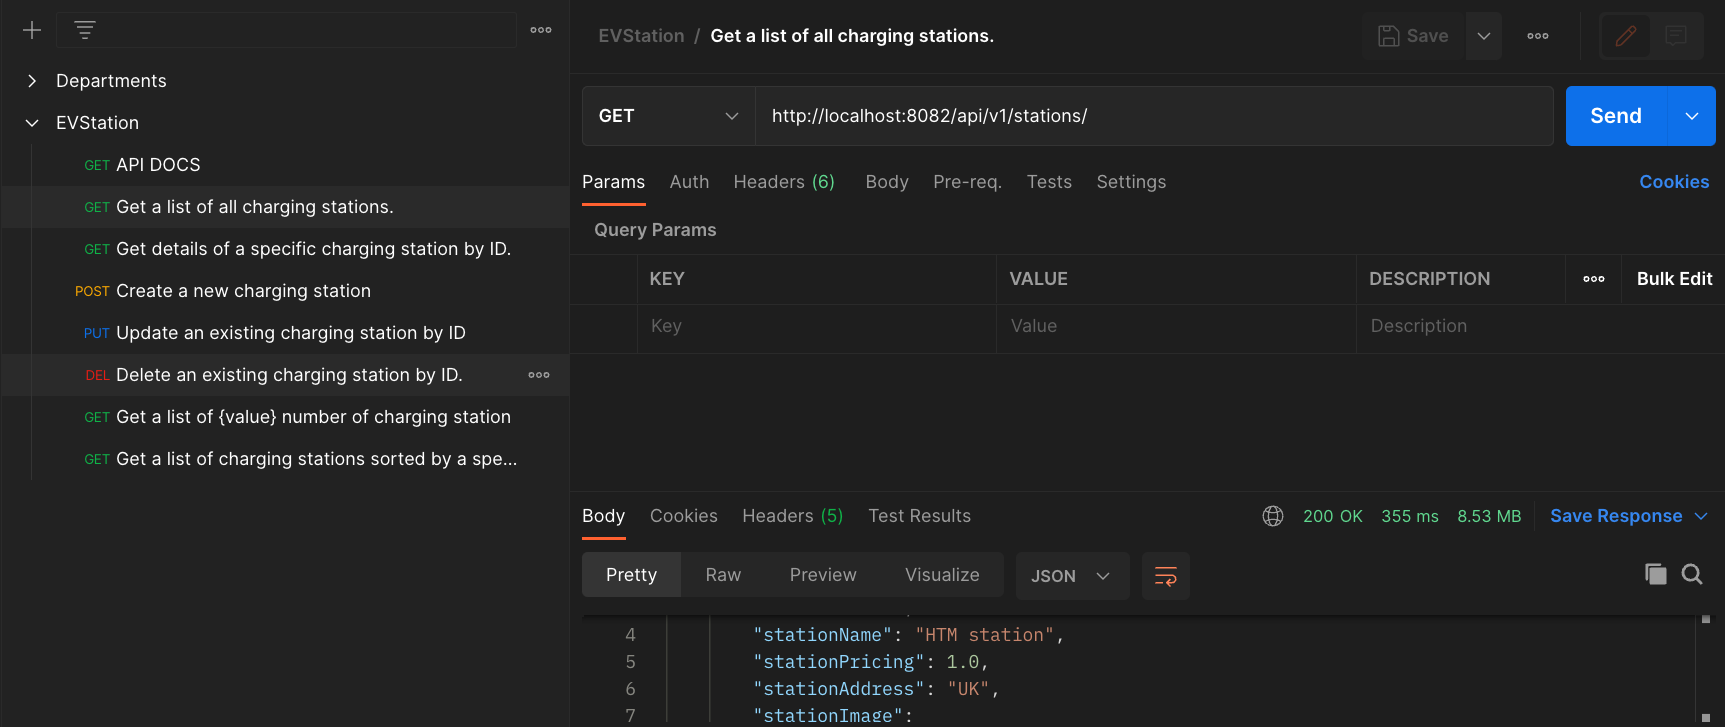 Departments
EVStation
GET API DOCS
GET Get a list of all charging stations.
GET Get details of a specific charging station by ID.
POST Create a new charging station
PUT Update an existing charging station by ID
DEL Delete an existing charging station by ID.
GET Get a list of {value} number of charging station
GET Get a list of charging stations sorted by a spe...
EVStation / Get a list of all charging stations.
Save
GET http://localhost:8082/api/v1/stations/ Send
Params Auth Headers (6) Body Pre-req. Tests Settings Cookies
Query Params
KEY VALUE DESCRIPTION Bulk Edit
Key Value Description
Body Cookies Headers (5) Test Results 200 OK 355 ms 8.53 MB Save Response
Pretty Raw Preview Visualize JSON
4 "stationName": "HTM station",
5 "stationPricing": 1.0,
6 "stationAddress": "UK",
7 "stationImage":